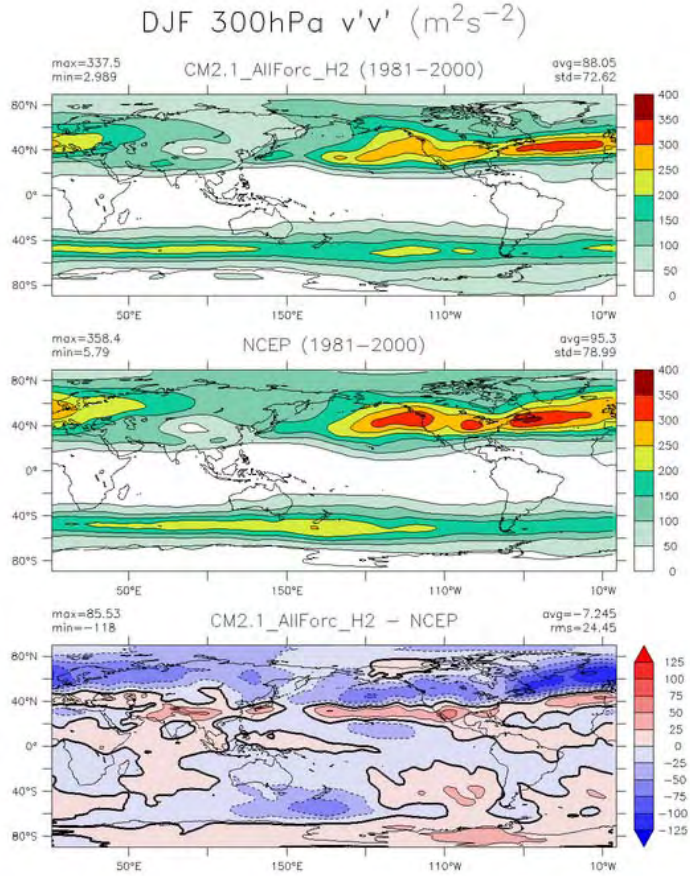 DJF 300hPa v'v' (m²s⁻²)
max=337.5
min=2.989
CM2.1_AllForc_H2 (1981−2000)
avg=88.05
std=72.62
80°N
40°N
0°
40°S
80°S
50°E
150°E
110°W
10°W
400
350
300
250
200
150
100
50
0
max=358.4
min=5.79
NCEP (1981−2000)
avg=95.3
std=78.99
80°N
40°N
0°
40°S
80°S
50°E
150°E
110°W
10°W
400
350
300
250
200
150
100
50
0
max=85.53
min=−118
CM2.1_AllForc_H2 − NCEP
avg=−7.245
rms=24.45
80°N
40°N
0°
40°S
80°S
50°E
150°E
110°W
10°W
125
100
75
50
25
0
−25
−50
−75
−100
−125